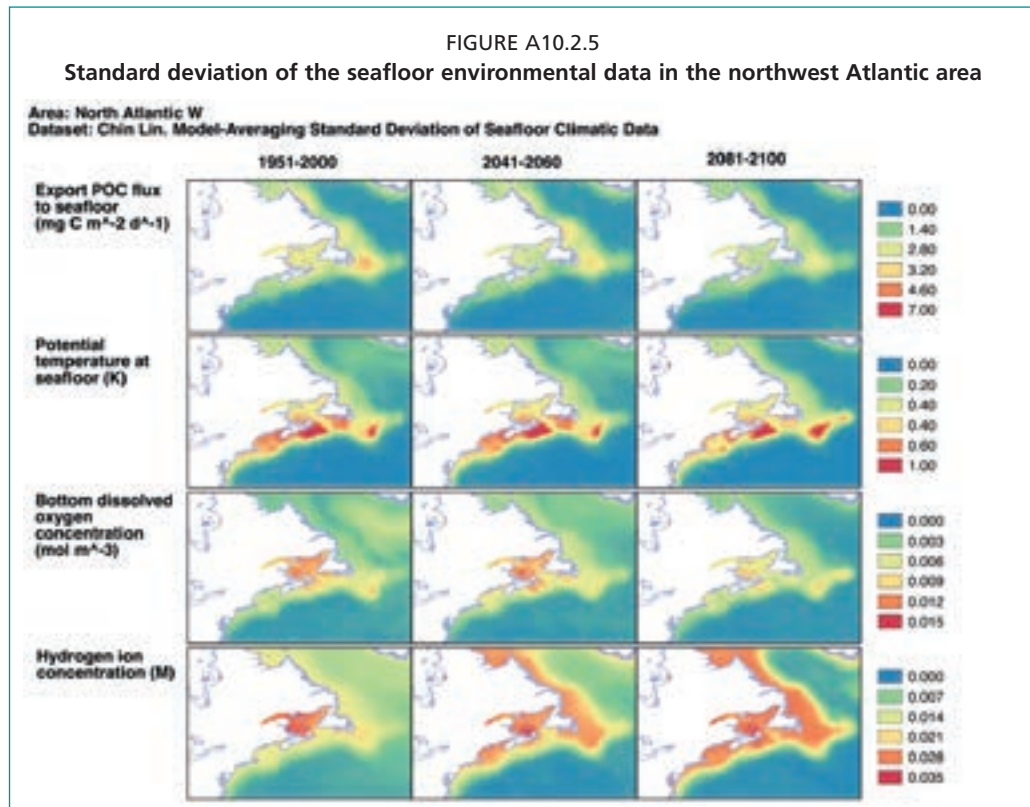 FIGURE A10.2.5
Standard deviation of the seafloor environmental data in the northwest Atlantic area
Area: North Atlantic W
Dataset: Chin Lin. Model-Averaging Standard Deviation of Seafloor Climatic Data
1951-2000 2041-2060 2081-2100
Export POC flux
to seafloor
(mg C m^-2 d^-1)
0.00
1.40
2.80
3.20
4.60
7.00
Potential
temperature at
seafloor (K)
0.00
0.20
0.40
0.40
0.60
1.00
Bottom dissolved
oxygen
concentration
(mol m^-3)
0.000
0.003
0.006
0.009
0.012
0.015
Hydrogen ion
concentration (M)
0.000
0.007
0.014
0.021
0.028
0.035